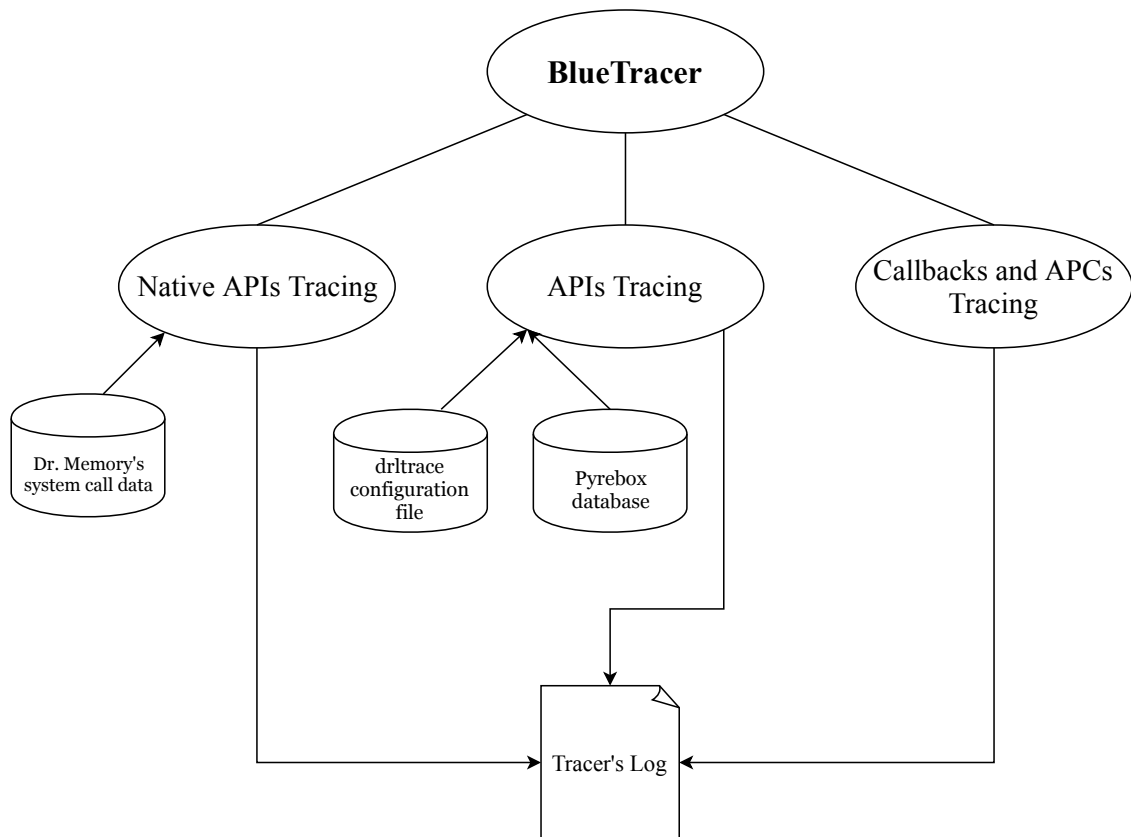 BlueTracer
Native APIs Tracing
APIs Tracing
Callbacks and APCs
Tracing
Dr. Memory's
system call data
drltrace
configuration
file
Pyrebox
database
Tracer's Log